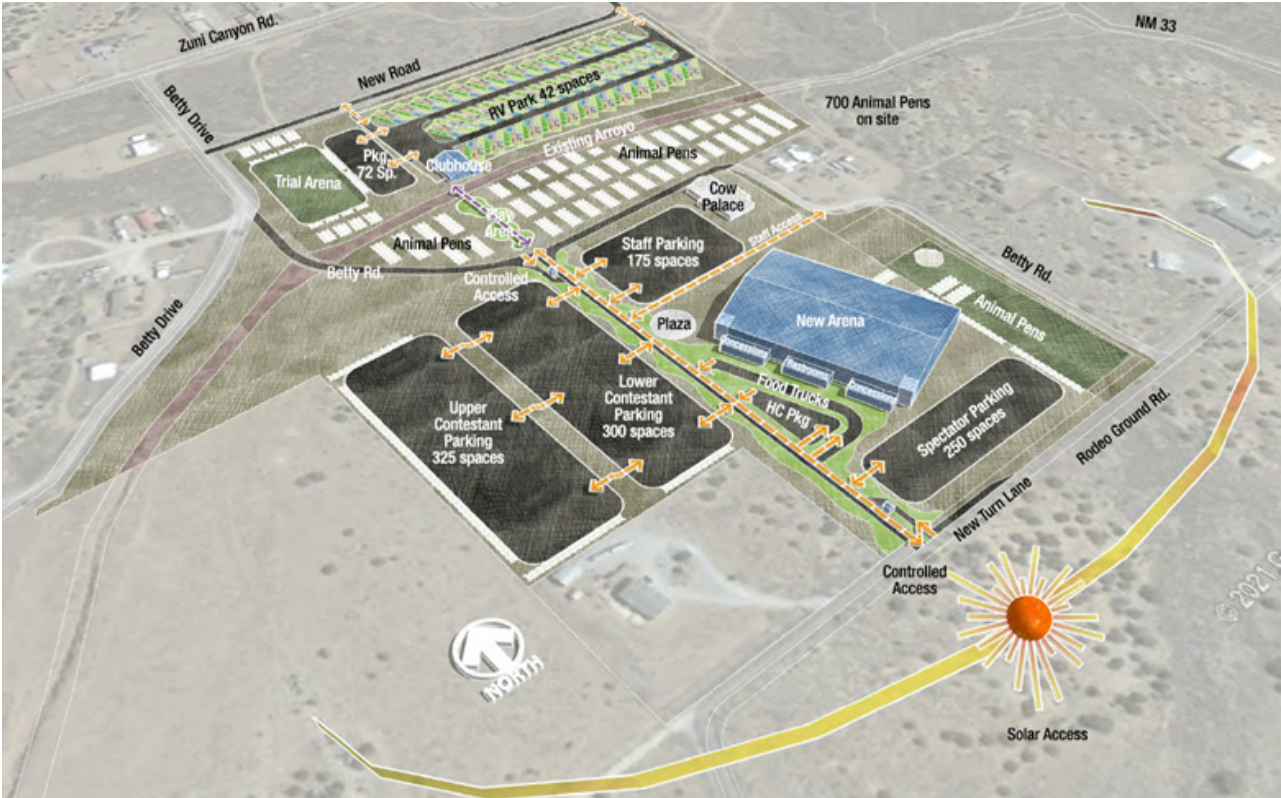 Zuni Canyon Rd.
NM 33
New Road
Betty Drive
RV Park 42 spaces
700 Animal Pens
on site
Existing Arroyo
Animal Pens
Pkg
72 Sp.
Clubhouse
Trial Arena
Cow
Palace
Play
Area
Staff Access
Staff Parking
175 spaces
Animal Pens
Betty Rd.
Betty Rd.
Controlled
Access
Animal Pens
Betty Drive
Plaza
New Arena
Concessions
Restrooms
Concessions
Food Trucks
HC Pkg
Lower
Contestant
Parking
300 spaces
Upper
Contestant
Parking
325 spaces
Spectator Parking
250 spaces
Rodeo Ground Rd.
New Turn Lane
Controlled
Access
© 2021
NORTH
Solar Access